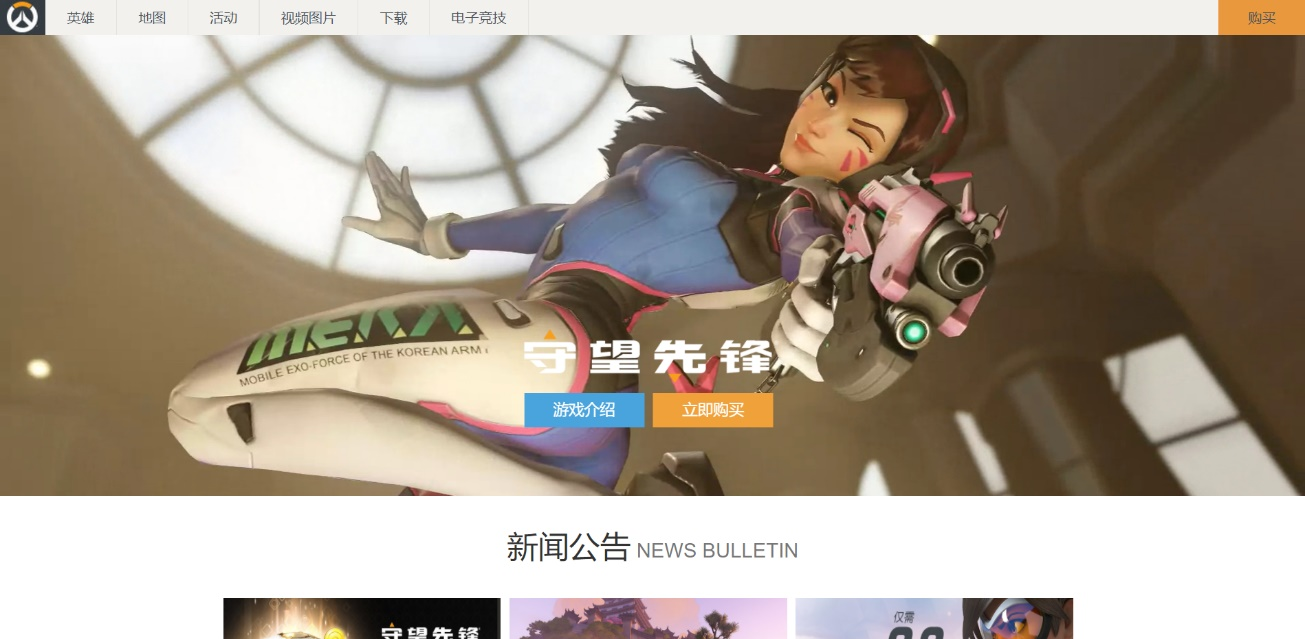 英雄
地图
活动
视频图片
下载
电子竞技
购买
MEKA
MOBILE EXO-FORCE OF THE KOREAN ARM
守望先锋
游戏介绍
立即购买
新闻公告 NEWS BULLETIN
守望先锋
仅需